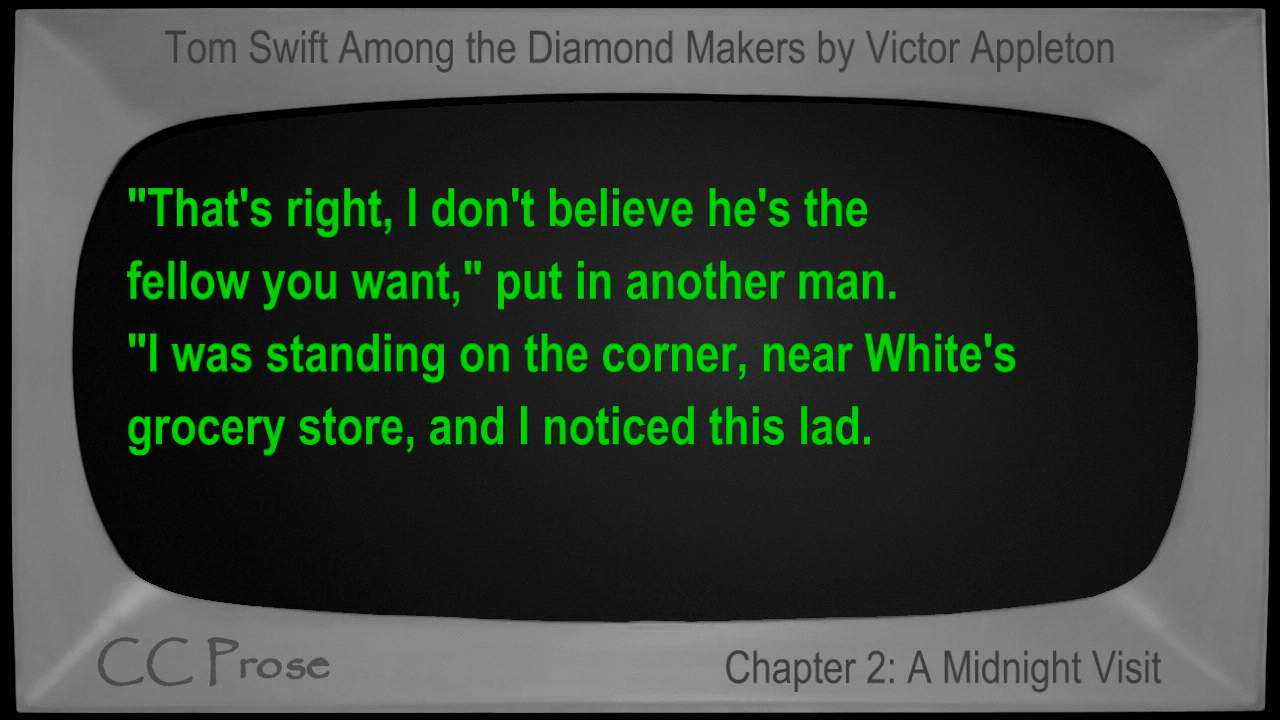 Tom Swift Among the Diamond Makers by Victor Appleton
"That's right, I don't believe he's the
fellow you want," put in another man.
"I was standing on the corner, near White's
grocery store, and I noticed this lad.
CC Prose
Chapter 2: A Midnight Visit